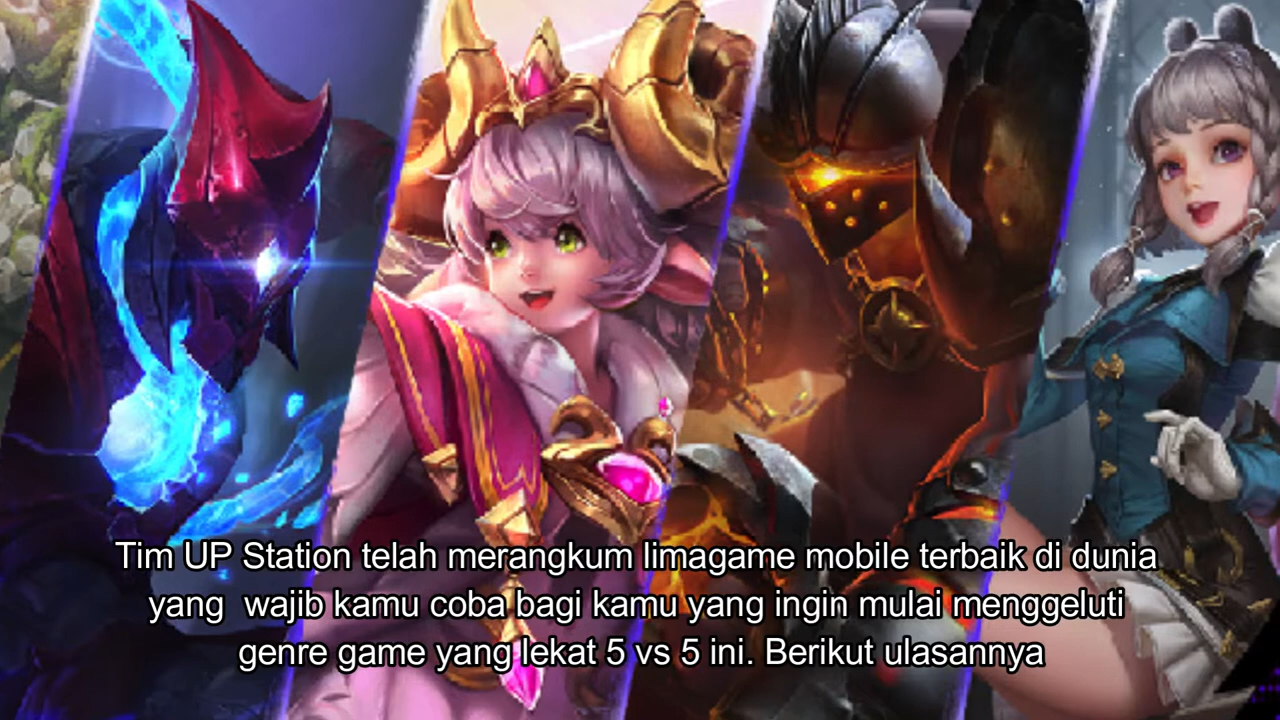 Tim UP Station telah merangkum limagame mobile terbaik di dunia
yang  wajib kamu coba bagi kamu yang ingin mulai menggeluti
genre game yang lekat 5 vs 5 ini. Berikut ulasannya